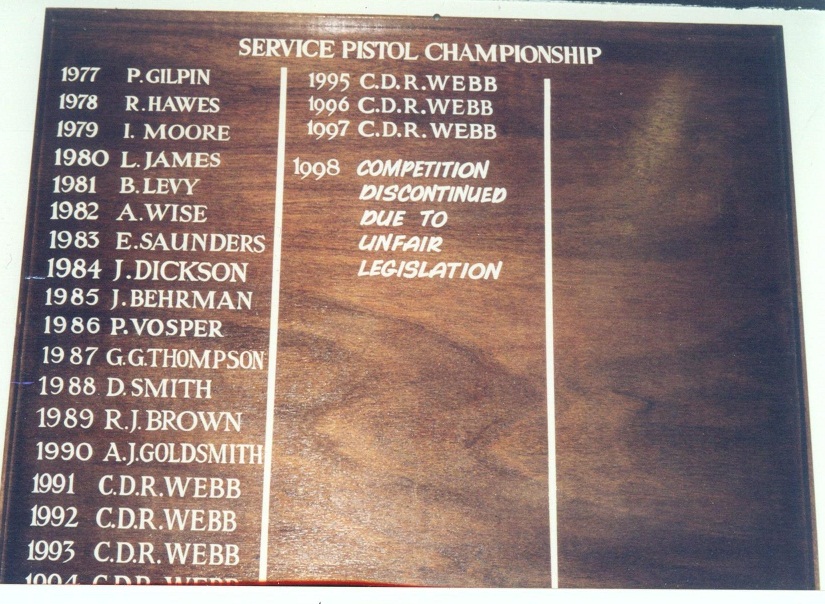 SERVICE PISTOL CHAMPIONSHIP
1977 P. GILPIN
1978 R. HAWES
1979 I. MOORE
1980 L. JAMES
1981 B. LEVY
1982 A. WISE
1983 E. SAUNDERS
1984 J. DICKSON
1985 J. BEHRMAN
1986 P. VOSPER
1987 G.G. THOMPSON
1988 D. SMITH
1989 R.J. BROWN
1990 A.J. GOLDSMITH
1991 C.D.R. WEBB
1992 C.D.R. WEBB
1993 C.D.R. WEBB
1994 C.D.R. WEBB
1995 C.D.R. WEBB
1996 C.D.R. WEBB
1997 C.D.R. WEBB
1998 COMPETITION
DISCONTINUED
DUE TO
UNFAIR
LEGISLATION